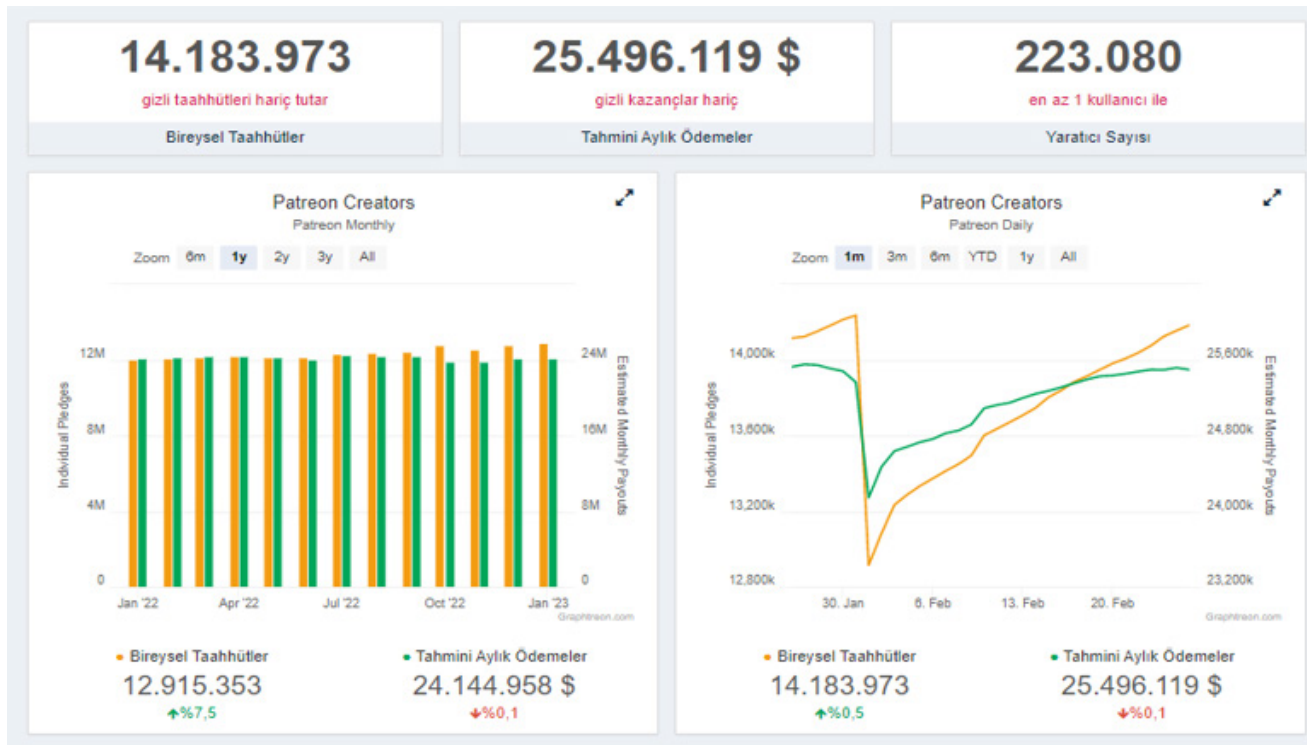 14.183.973
gizli taahhütleri hariç tutar
Bireysel Taahhütler
25.496.119 $
gizli kazançlar hariç
Tahmini Aylık Ödemeler
223.080
en az 1 kullanıcı ile
Yaratıcı Sayısı
Patreon Creators
Patreon Monthly
Zoom 6m 1y 2y 3y All
Individual Pledges
12M
8M
4M
0
24M
16M
8M
0
Estimated Monthly Payouts
Jan '22 Apr '22 Jul '22 Oct '22 Jan '23
Graphtreon.com
• Bireysel Taahhütler
12.915.353
↑%7,5
• Tahmini Aylık Ödemeler
24.144.958 $
↓%0,1
Patreon Creators
Patreon Daily
Zoom 1m 3m 6m YTD 1y All
Individual Pledges
14,000k
13,600k
13,200k
12,800k
25,600k
24,800k
24,000k
23,200k
Estimated Monthly Payouts
30. Jan 6. Feb 13. Feb 20. Feb
Graphtreon.com
• Bireysel Taahhütler
14.183.973
↑%0,5
• Tahmini Aylık Ödemeler
25.496.119 $
↓%0,1